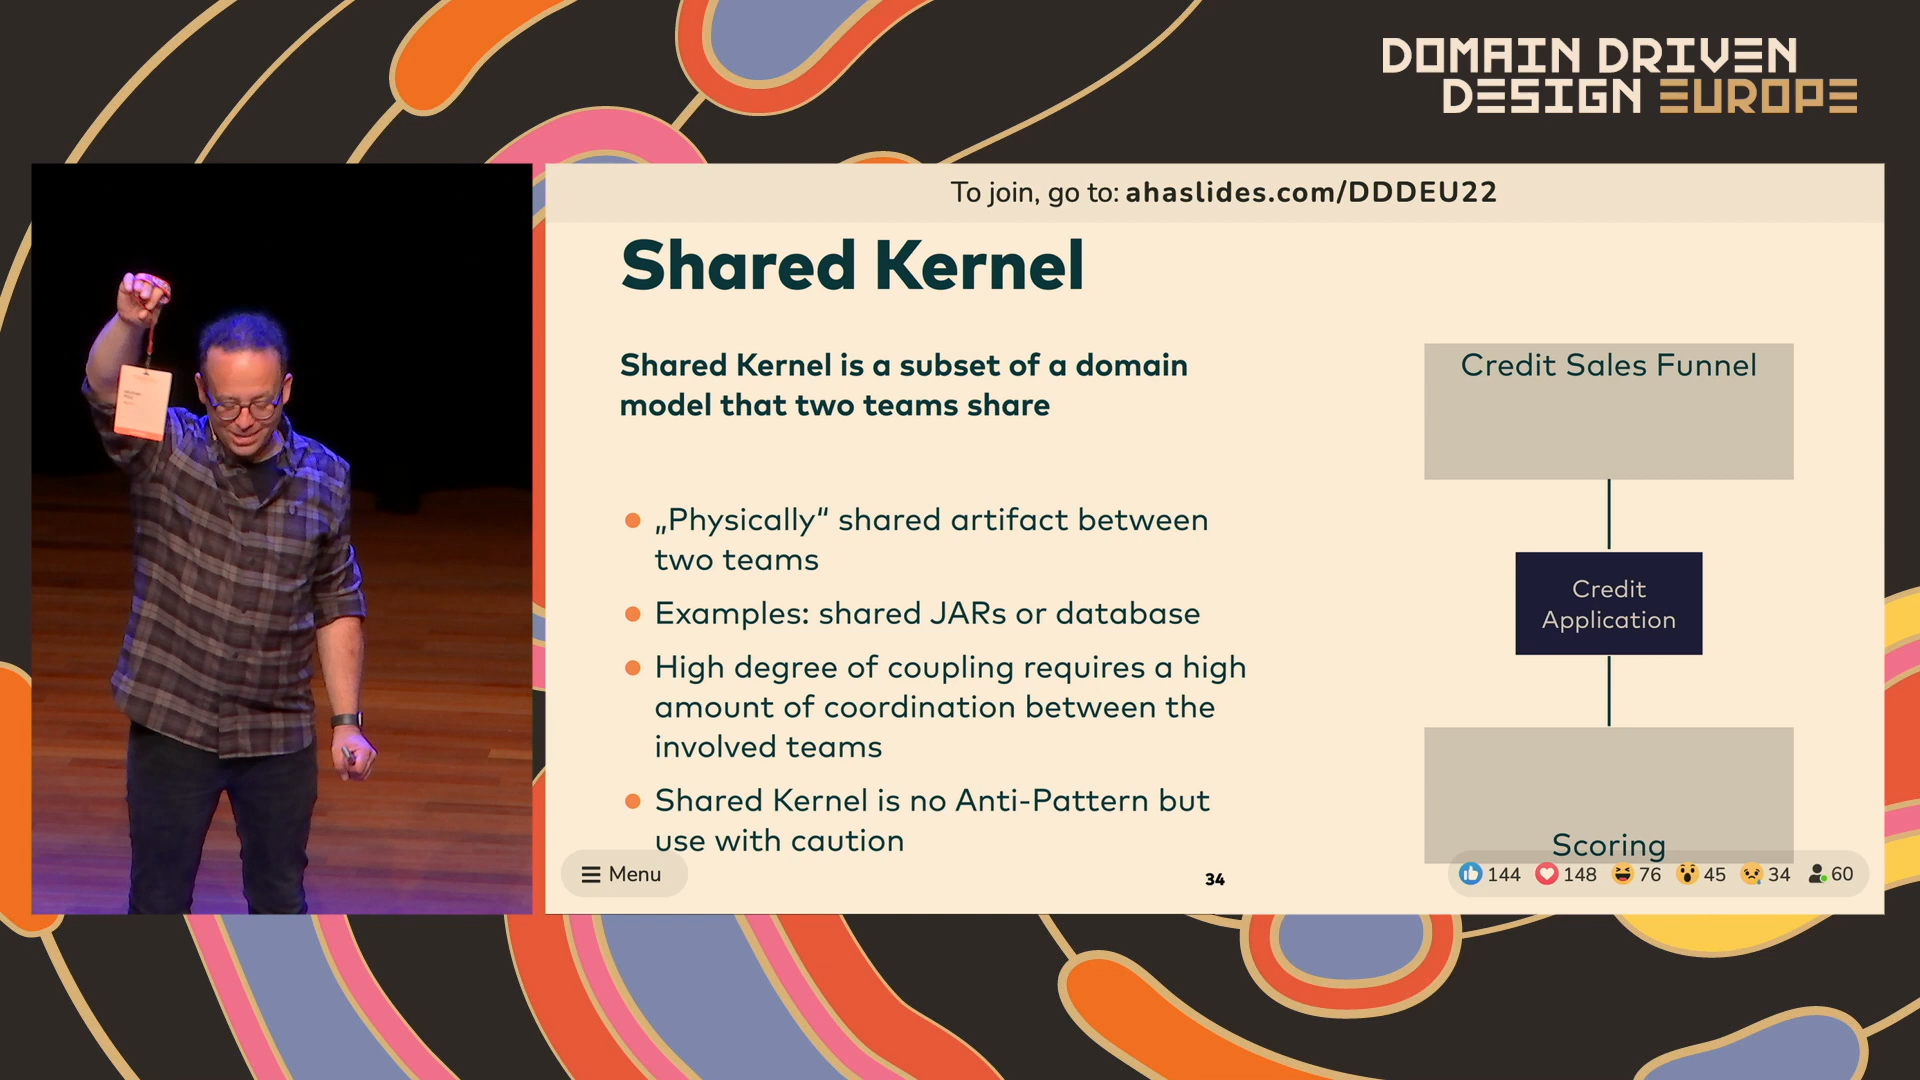 DOMAIN DRIVEN
DESIGN EUROPE
To join, go to: ahaslides.com/DDDEU22
Shared Kernel
Shared Kernel is a subset of a domain
model that two teams share
„Physically“ shared artifact between
two teams
Examples: shared JARs or database
High degree of coupling requires a high
amount of coordination between the
involved teams
Shared Kernel is no Anti-Pattern but
use with caution
Credit Sales Funnel
Credit
Application
Scoring
Menu
34
144 148 76 45 34 60